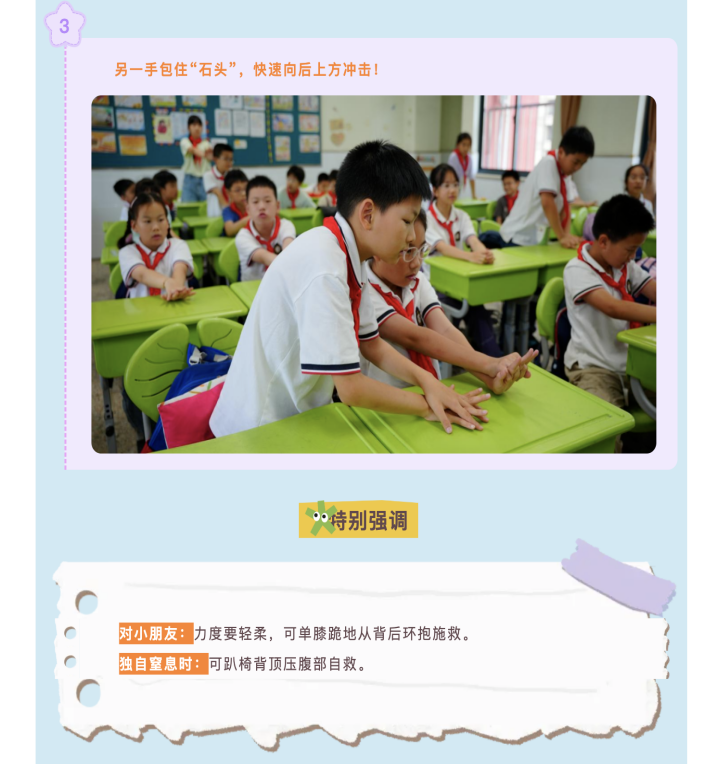 3
另一手包住“石头”，快速向后上方冲击！
特别强调
对小朋友：力度要轻柔，可单膝跪地从背后环抱施救。
独自窒息时：可趴椅背顶压腹部自救。